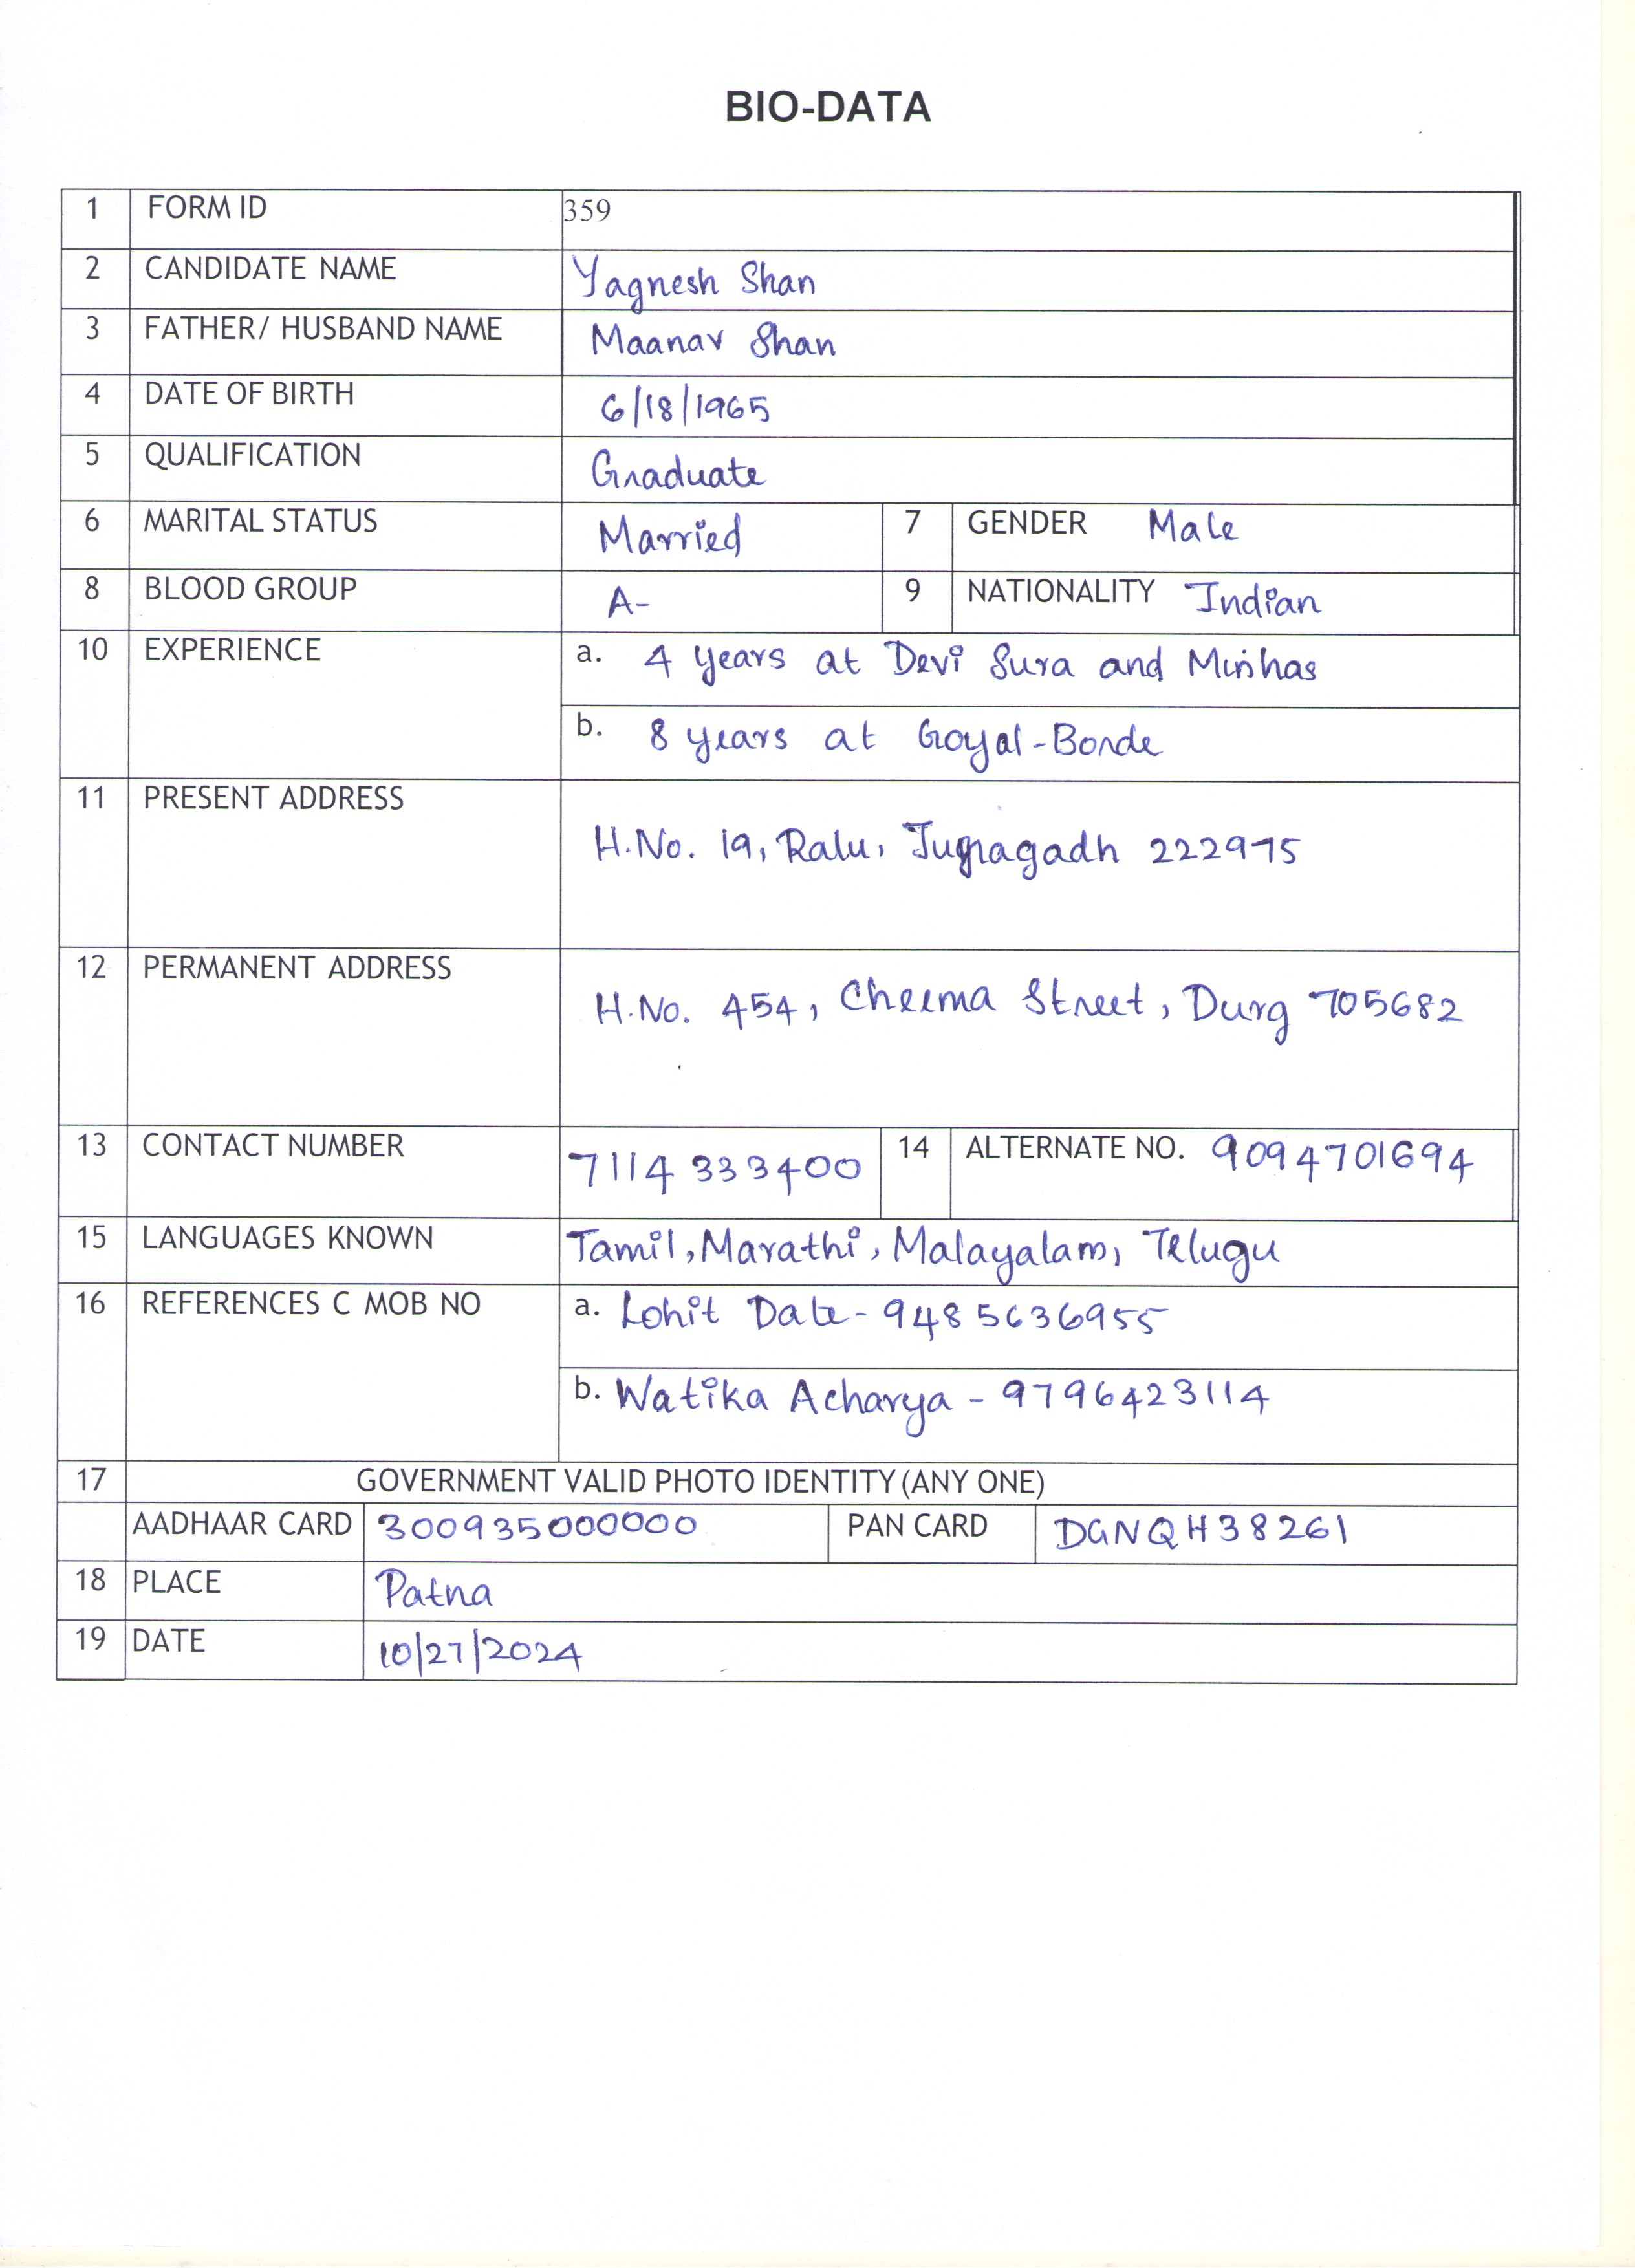 BIO-DATA
1 FORM ID 359
2 CANDIDATE NAME Yagnesh Shan
3 FATHER/ HUSBAND NAME Maanav Shan
4 DATE OF BIRTH 6/18/1965
5 QUALIFICATION Graduate
6 MARITAL STATUS Married 7 GENDER Male
8 BLOOD GROUP A- 9 NATIONALITY Indian
10 EXPERIENCE a. 4 years at Devi Sura and Minhas
b. 8 years at Goyal-Borde
11 PRESENT ADDRESS
H.No. 19, Ralu, 222975
12 PERMANENT ADDRESS
H.No. 454, Cheema Street, Durg 705682
13 CONTACT NUMBER 7114333400 14 ALTERNATE NO. 9094701694
15 LANGUAGES KNOWN Tamil, Marathi, Malayalam, Telugu
16 REFERENCES C MOB NO a. Lohit Date - 9485636955
b. Watika Acharya - 9796423114
17 GOVERNMENT VALID PHOTO IDENTITY (ANY ONE)
AADHAAR CARD 300935000000 PAN CARD DGNQH38261
18 PLACE Patna
19 DATE 10/27/2024